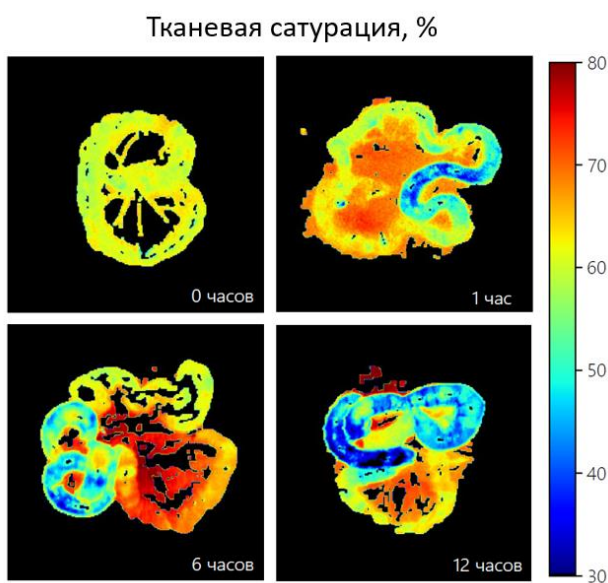 Тканевая сатурация, %
0 часов
1 час
6 часов
12 часов
80
70
60
50
40
30